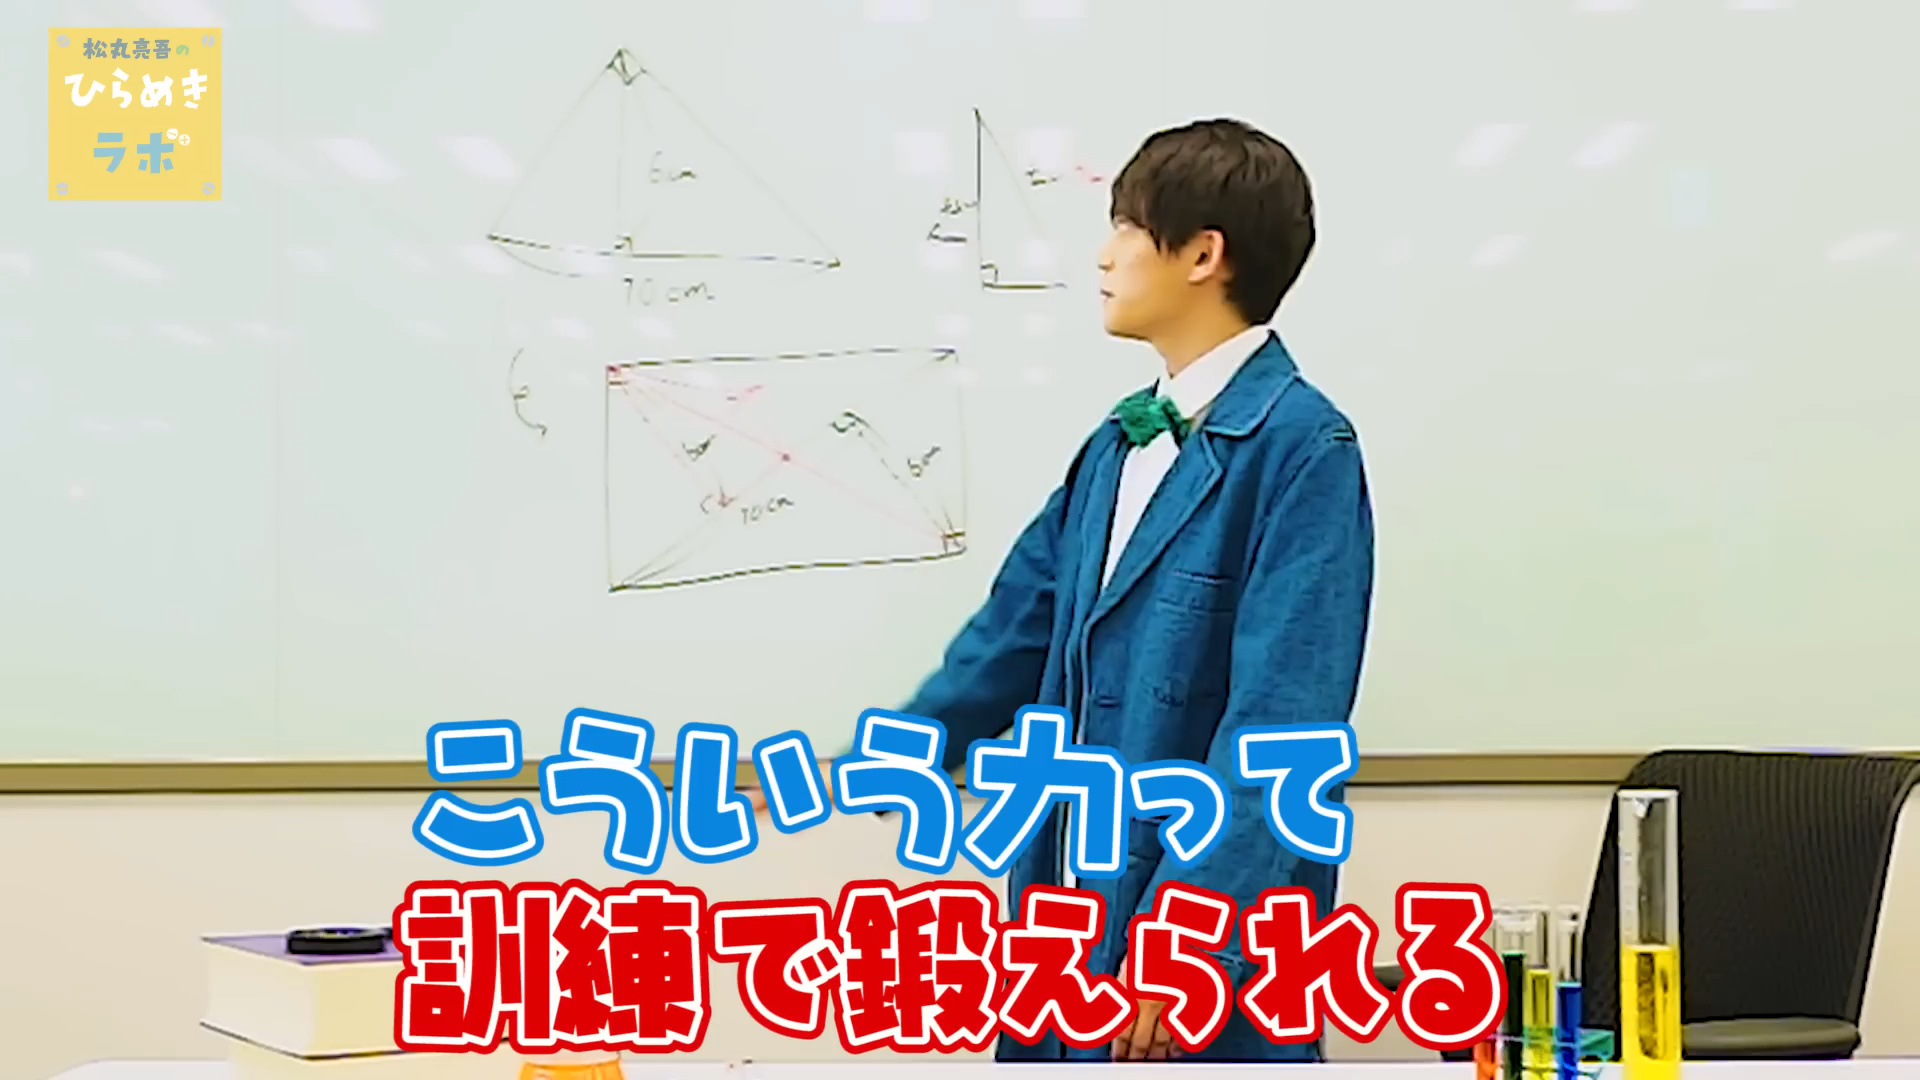 松丸亮吾の
ひらめき
ラボ
6cm
10cm
6cm
6cm
10cm
こういう力って
訓練で鍛えられる